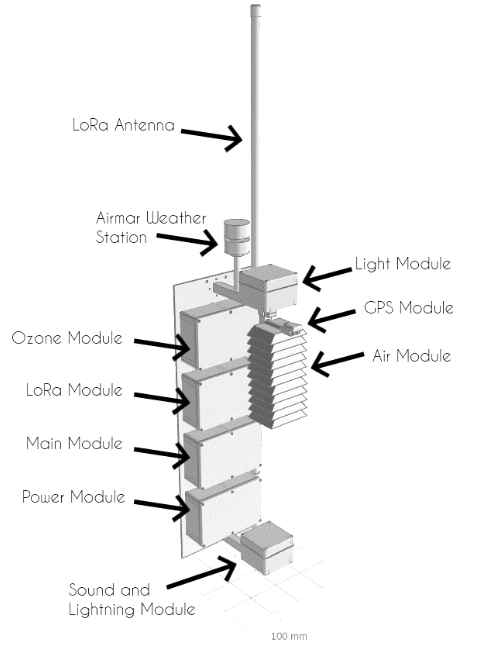 LoRa Antenna
Airmar Weather
Station
Light Module
GPS Module
Ozone Module
Air Module
LoRa Module
Main Module
Power Module
Sound and
Lightning Module
100 mm